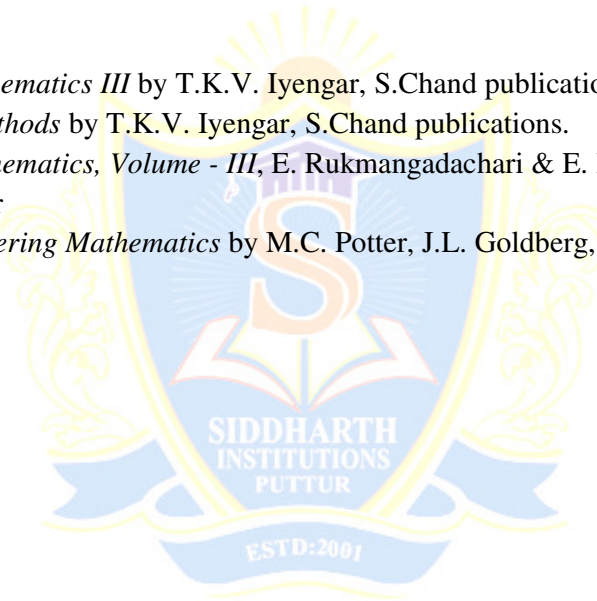 ematics III by T.K.V. Iyengar, S.Chand publicatio
thods by T.K.V. Iyengar, S.Chand publications.
ematics, Volume - III, E. Rukmangadachari & E.
r
ering Mathematics by M.C. Potter, J.L. Goldberg,
S
SIDDHARTH
INSTITUTIONS
PUTTUR
ESTD:2001